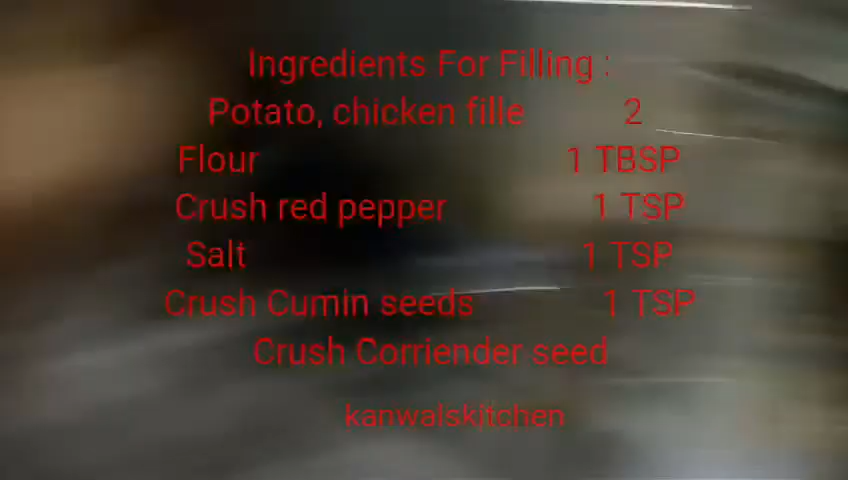 Ingredients For Filling :
Potato, chicken fille 2
Flour 1 TBSP
Crush red pepper 1 TSP
Salt 1 TSP
Crush Cumin seeds 1 TSP
Crush Corriender seed
kanwalskitchen